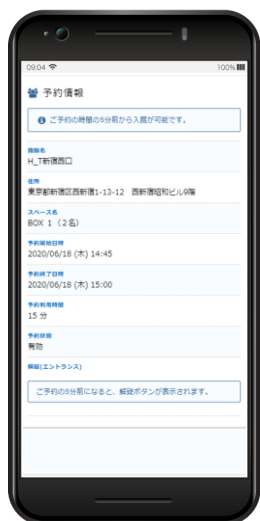 09:04
100%
予約情報
ご予約の時間の5分前から入館が可能です。
施設名
H_T新宿西口
住所
東京都新宿区西新宿1-13-12 西新宿昭和ビル9階
スペース名
BOX 1（2名）
予約開始日時
2020/06/18 (木) 14:45
予約終了日時
2020/06/18 (木) 15:00
予約利用時間
15 分
予約状態
有効
解錠(エントランス)
ご予約の5分前になると、解錠ボタンが表示されます。